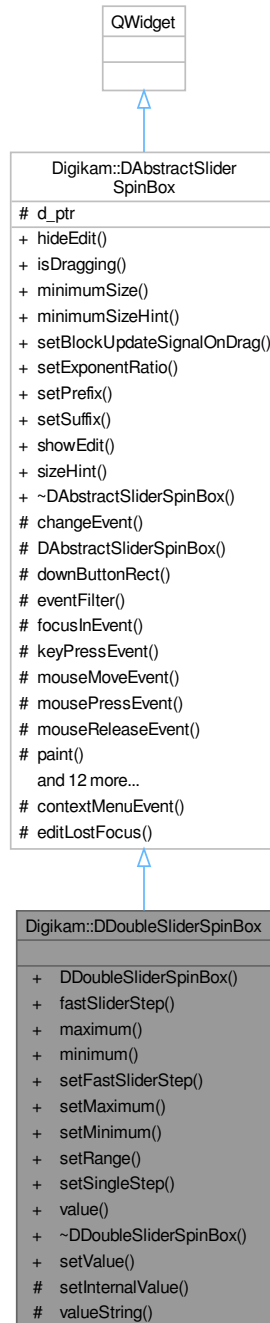 QWidget
Digikam::DAbstractSlider
SpinBox
# d_ptr
+ hideEdit()
+ isDragging()
+ minimumSize()
+ minimumSizeHint()
+ setBlockUpdateSignalOnDrag()
+ setExponentRatio()
+ setPrefix()
+ setSuffix()
+ showEdit()
+ sizeHint()
+ ~DAbstractSliderSpinBox()
# changeEvent()
# DAbstractSliderSpinBox()
# downButtonRect()
# eventFilter()
# focusInEvent()
# keyPressEvent()
# mouseMoveEvent()
# mousePressEvent()
# mouseReleaseEvent()
# paint()
and 12 more...
# contextMenuEvent()
# editLostFocus()
Digikam::DDoubleSliderSpinBox
+ DDoubleSliderSpinBox()
+ fastSliderStep()
+ maximum()
+ minimum()
+ setFastSliderStep()
+ setMaximum()
+ setMinimum()
+ setRange()
+ setSingleStep()
+ value()
+ ~DDoubleSliderSpinBox()
+ setValue()
# setInternalValue()
# valueString()